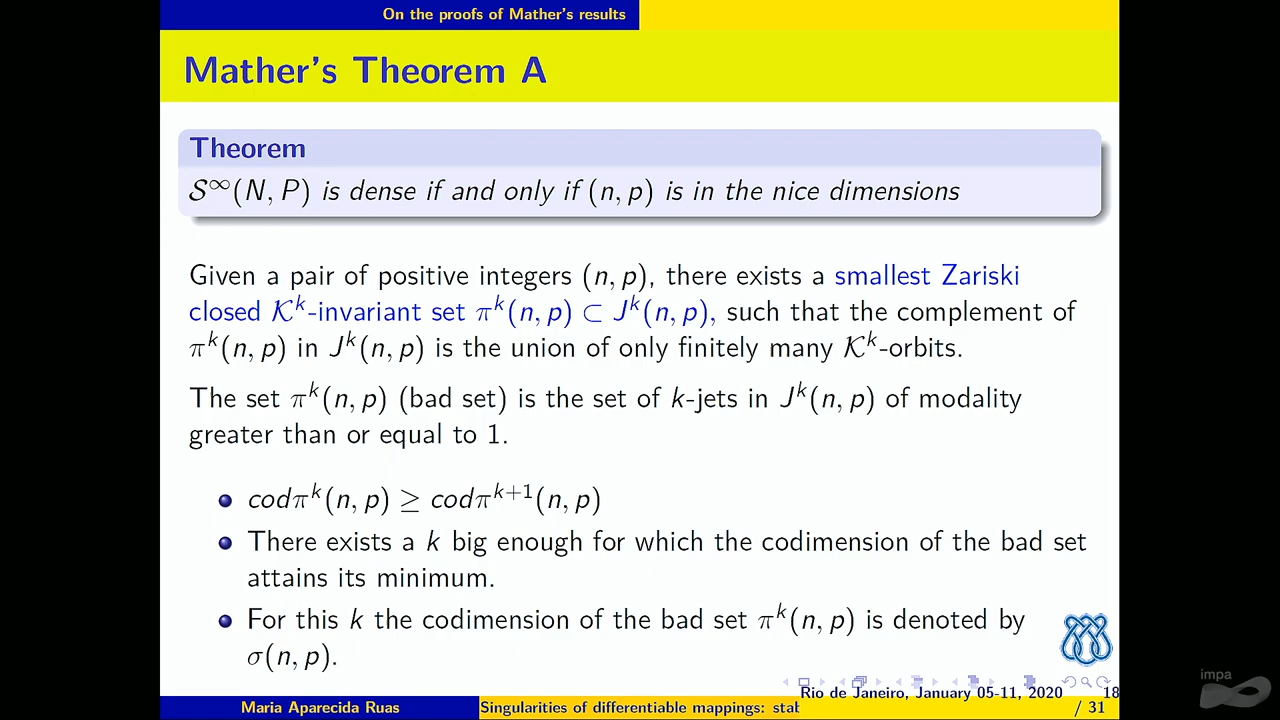 On the proofs of Mather's results
Mather's Theorem A
Theorem
𝒮^∞(N, P) is dense if and only if (n, p) is in the nice dimensions
Given a pair of positive integers (n, p), there exists a smallest Zariski
closed 𝒦^k-invariant set π^k(n, p) ⊂ J^k(n, p), such that the complement of
π^k(n, p) in J^k(n, p) is the union of only finitely many 𝒦^k-orbits.
The set π^k(n, p) (bad set) is the set of k-jets in J^k(n, p) of modality
greater than or equal to 1.
codπ^k(n, p) ≥ codπ^{k+1}(n, p)
There exists a k big enough for which the codimension of the bad set
attains its minimum.
For this k the codimension of the bad set π^k(n, p) is denoted by
σ(n, p).
Rio de Janeiro, January 05-11, 2020 18
Maria Aparecida Ruas Singularities of differentiable mappings: stab / 31
impa